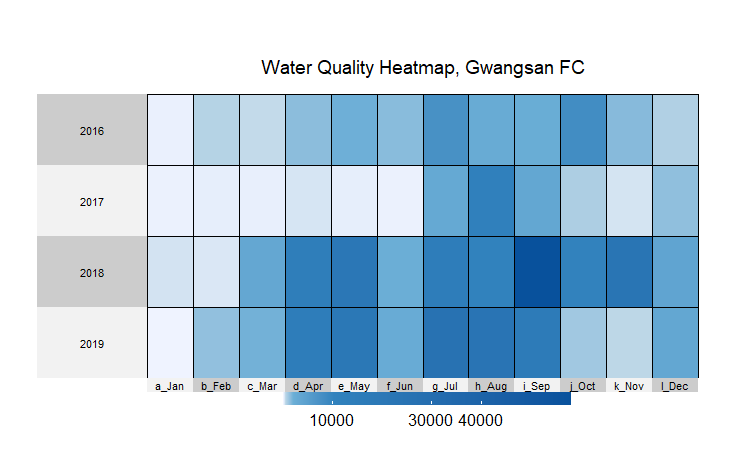 Water Quality Heatmap, Gwangsan FC
2016
2017
2018
2019
a_Jan b_Feb c_Mar d_Apr e_May f_Jun g_Jul h_Aug i_Sep j_Oct k_Nov l_Dec
10000 30000 40000